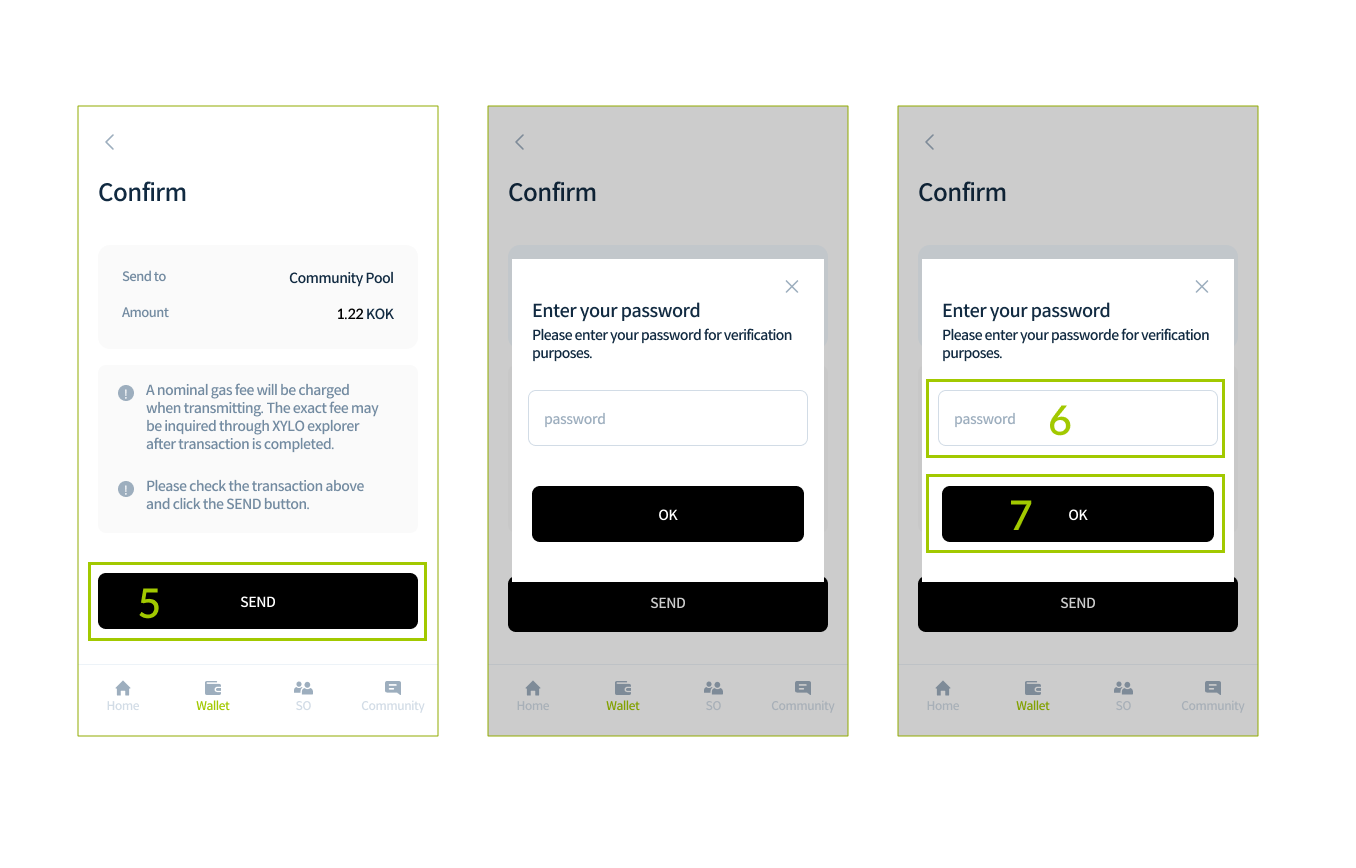 Confirm
Send to Community Pool
Amount 1.22 KOK
! A nominal gas fee will be charged
when transmitting. The exact fee may
be inquired through XYLO explorer
after transaction is completed.
! Please check the transaction above
and click the SEND button.
5 SEND
Home Wallet SO Community
Confirm
Enter your password
Please enter your password for verification
purposes.
password
OK
SEND
Home Wallet SO Community
Confirm
Enter your password
Please enter your passworde for verification
purposes.
password 6
7 OK
SEND
Home Wallet SO Community